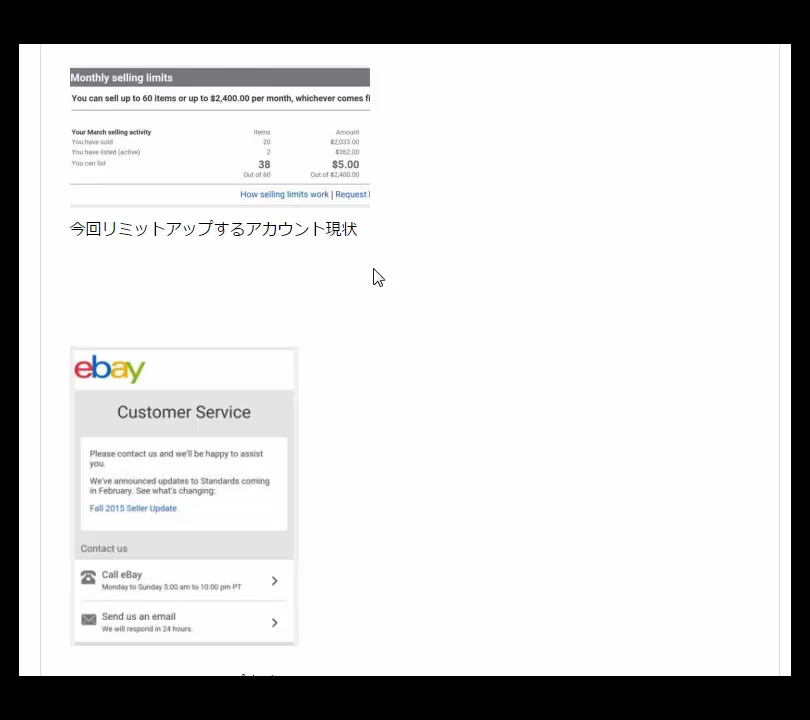 Monthly selling limits
You can sell up to 60 items or up to $2,400.00 per month, whichever comes fi
Your March selling activity Items Amount
You have sold 20 $2,033.00
You have listed (active) 2 $362.00
You can list 38 $5.00
Out of 60 Out of $2,400.00
How selling limits work | Request
今回リミットアップするアカウント現状
ebay
Customer Service
Please contact us and we'll be happy to assist
you.
We've announced updates to Standards coming
in February. See what's changing:
Fall 2015 Seller Update
Contact us
Call eBay
Monday to Sunday 5:00 am to 10:00 pm PT
Send us an email
We will respond in 24 hours.